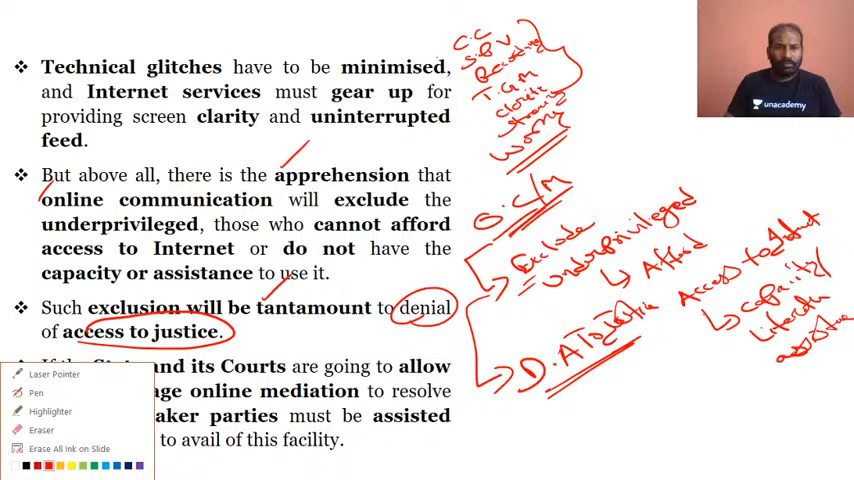 ❖ Technical glitches have to be minimised,
and Internet services must gear up for
providing screen clarity and uninterrupted
feed.
❖ But above all, there is the apprehension that
online communication will exclude the
underprivileged, those who cannot afford
access to Internet or do not have the
capacity or assistance to use it.
❖ Such exclusion will be tantamount to denial
of access to justice.
and its Courts are going to allow
age online mediation to resolve
aker parties must be assisted
to avail of this facility.
Laser Pointer
Pen
Highlighter
Eraser
Erase All Ink on Slide
C.C
T.G.M
O.C/M
Exclude
Underprivileged
Afford
Access to
capacity/
assistance
unacademy